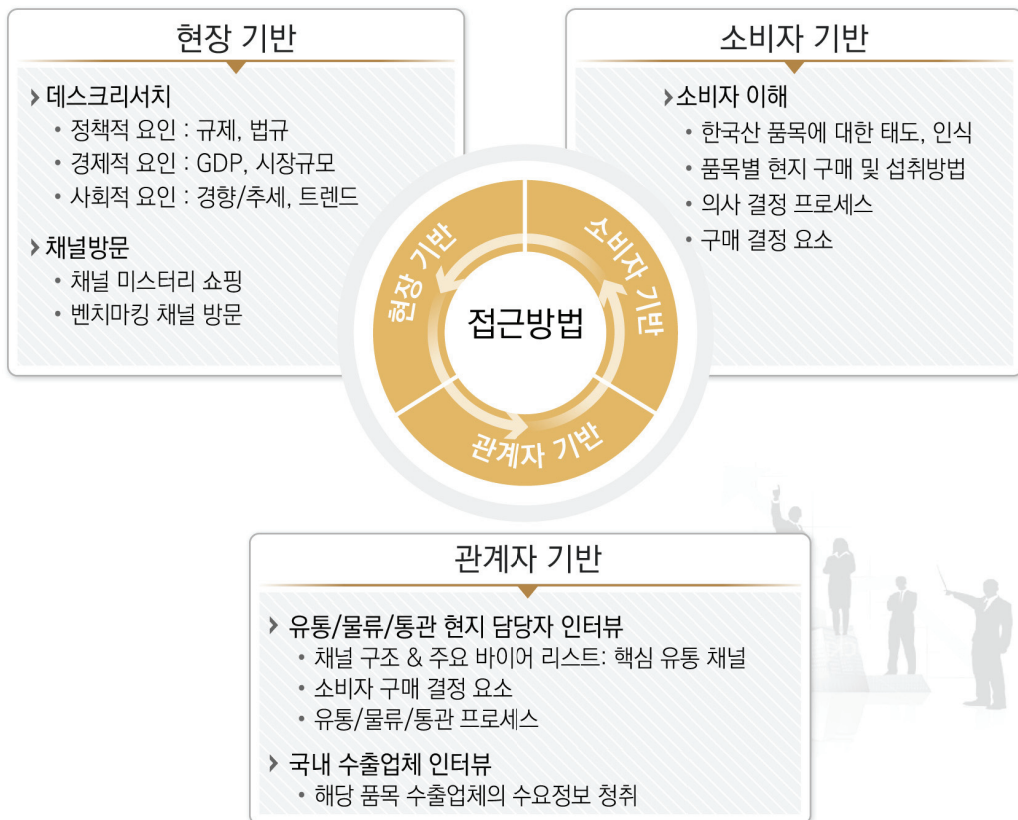 현장 기반
데스크리서치
• 정책적 요인 : 규제, 법규
• 경제적 요인 : GDP, 시장규모
• 사회적 요인 : 경향/추세, 트렌드
채널방문
• 채널 미스터리 쇼핑
• 벤치마킹 채널 방문
소비자 기반
소비자 이해
• 한국산 품목에 대한 태도, 인식
• 품목별 현지 구매 및 섭취방법
• 의사 결정 프로세스
• 구매 결정 요소
현장 기반
소비자 기반
접근방법
관계자 기반
관계자 기반
유통/물류/통관 현지 담당자 인터뷰
• 채널 구조 & 주요 바이어 리스트: 핵심 유통 채널
• 소비자 구매 결정 요소
• 유통/물류/통관 프로세스
국내 수출업체 인터뷰
• 해당 품목 수출업체의 수요정보 청취